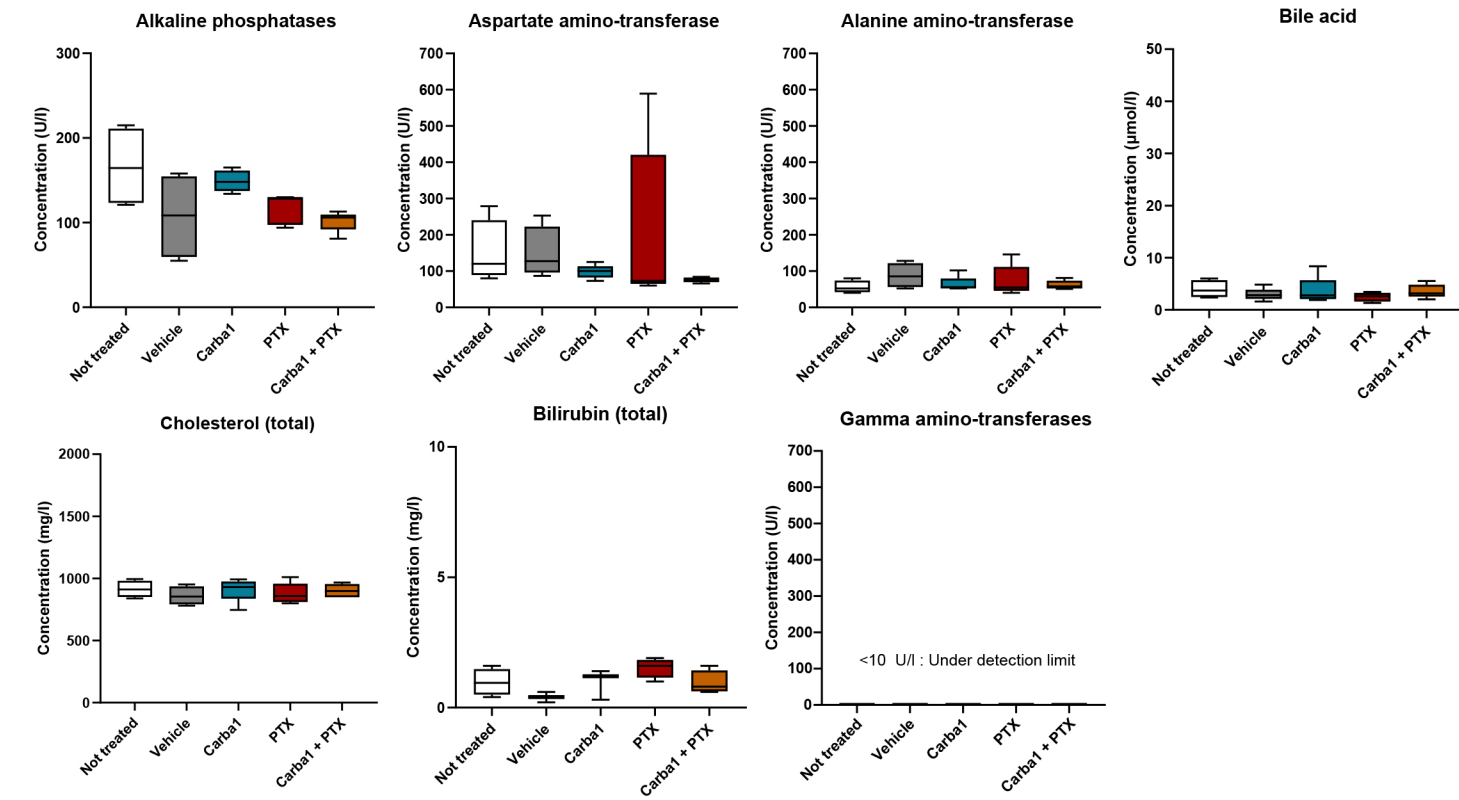 Alkaline phosphatases
Concentration (U/l)
300
200
100
0
Not treated
Vehicle
Carba1
PTX
Carba1 + PTX
Aspartate amino-transferase
Concentration (U/l)
700
600
500
400
300
200
100
0
Not treated
Vehicle
Carba1
PTX
Carba1 + PTX
Alanine amino-transferase
Concentration (U/l)
700
600
500
400
300
200
100
0
Not treated
Vehicle
Carba1
PTX
Carba1 + PTX
Bile acid
Concentration (µmol/l)
50
40
30
20
10
0
Not treated
Vehicle
Carba1
PTX
Carba1 + PTX
Cholesterol (total)
Concentration (mg/l)
2000
1500
1000
500
0
Not treated
Vehicle
Carba1
PTX
Carba1 + PTX
Bilirubin (total)
Concentration (mg/l)
10
5
0
Not treated
Vehicle
Carba1
PTX
Carba1 + PTX
Gamma amino-transferases
Concentration (U/l)
700
600
500
400
300
200
100
0
<10 U/l : Under detection limit
Not treated
Vehicle
Carba1
PTX
Carba1 + PTX